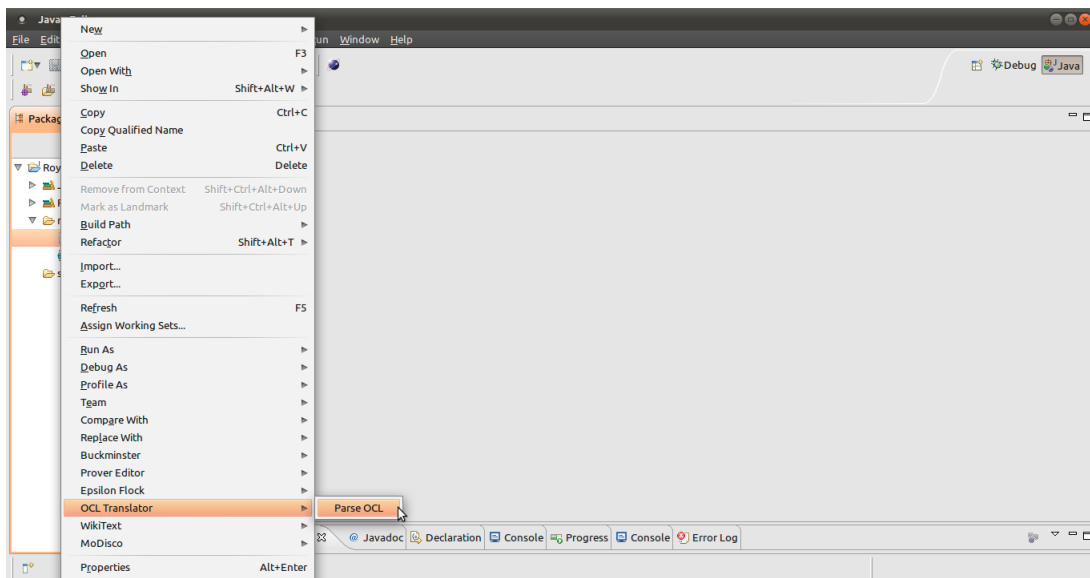 Java
File Edit
un Window Help
Debug Java
Packag
Roy
New
Open F3
Open With
Show In Shift+Alt+W
Copy Ctrl+C
Copy Qualified Name
Paste Ctrl+V
Delete Delete
Remove from Context Shift+Ctrl+Alt+Down
Mark as Landmark Shift+Ctrl+Alt+Up
Build Path
Refactor Shift+Alt+T
Import...
Export...
Refresh F5
Assign Working Sets...
Run As
Debug As
Profile As
Team
Compare With
Replace With
Buckminster
Prover Editor
Epsilon Flock
OCL Translator
Parse OCL
WikiText
MoDisco
Properties Alt+Enter
@ Javadoc Declaration Console Progress Console Error Log